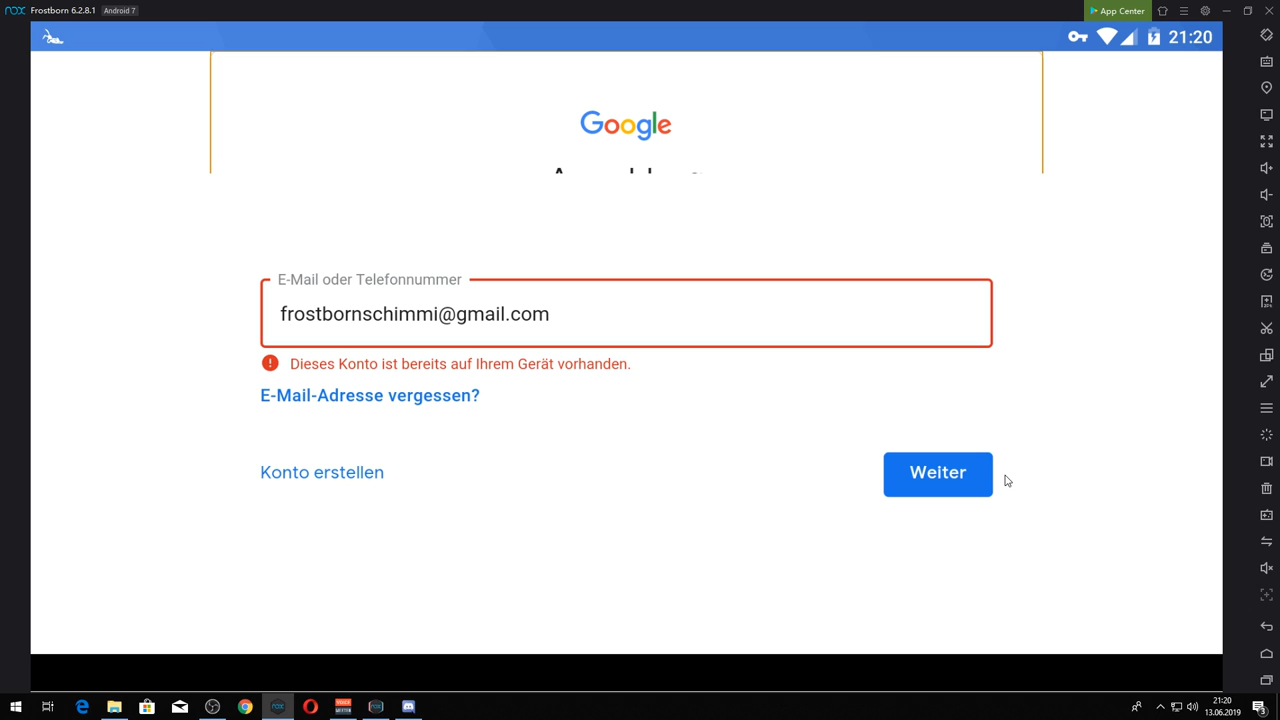 nox Frostborn 6.2.8.1 Android 7 App Center
21:20
Google
E-Mail oder Telefonnummer
frostbornschimmi@gmail.com
Dieses Konto ist bereits auf Ihrem Gerät vorhanden.
E-Mail-Adresse vergessen?
Konto erstellen
Weiter
21:20
13.06.2019